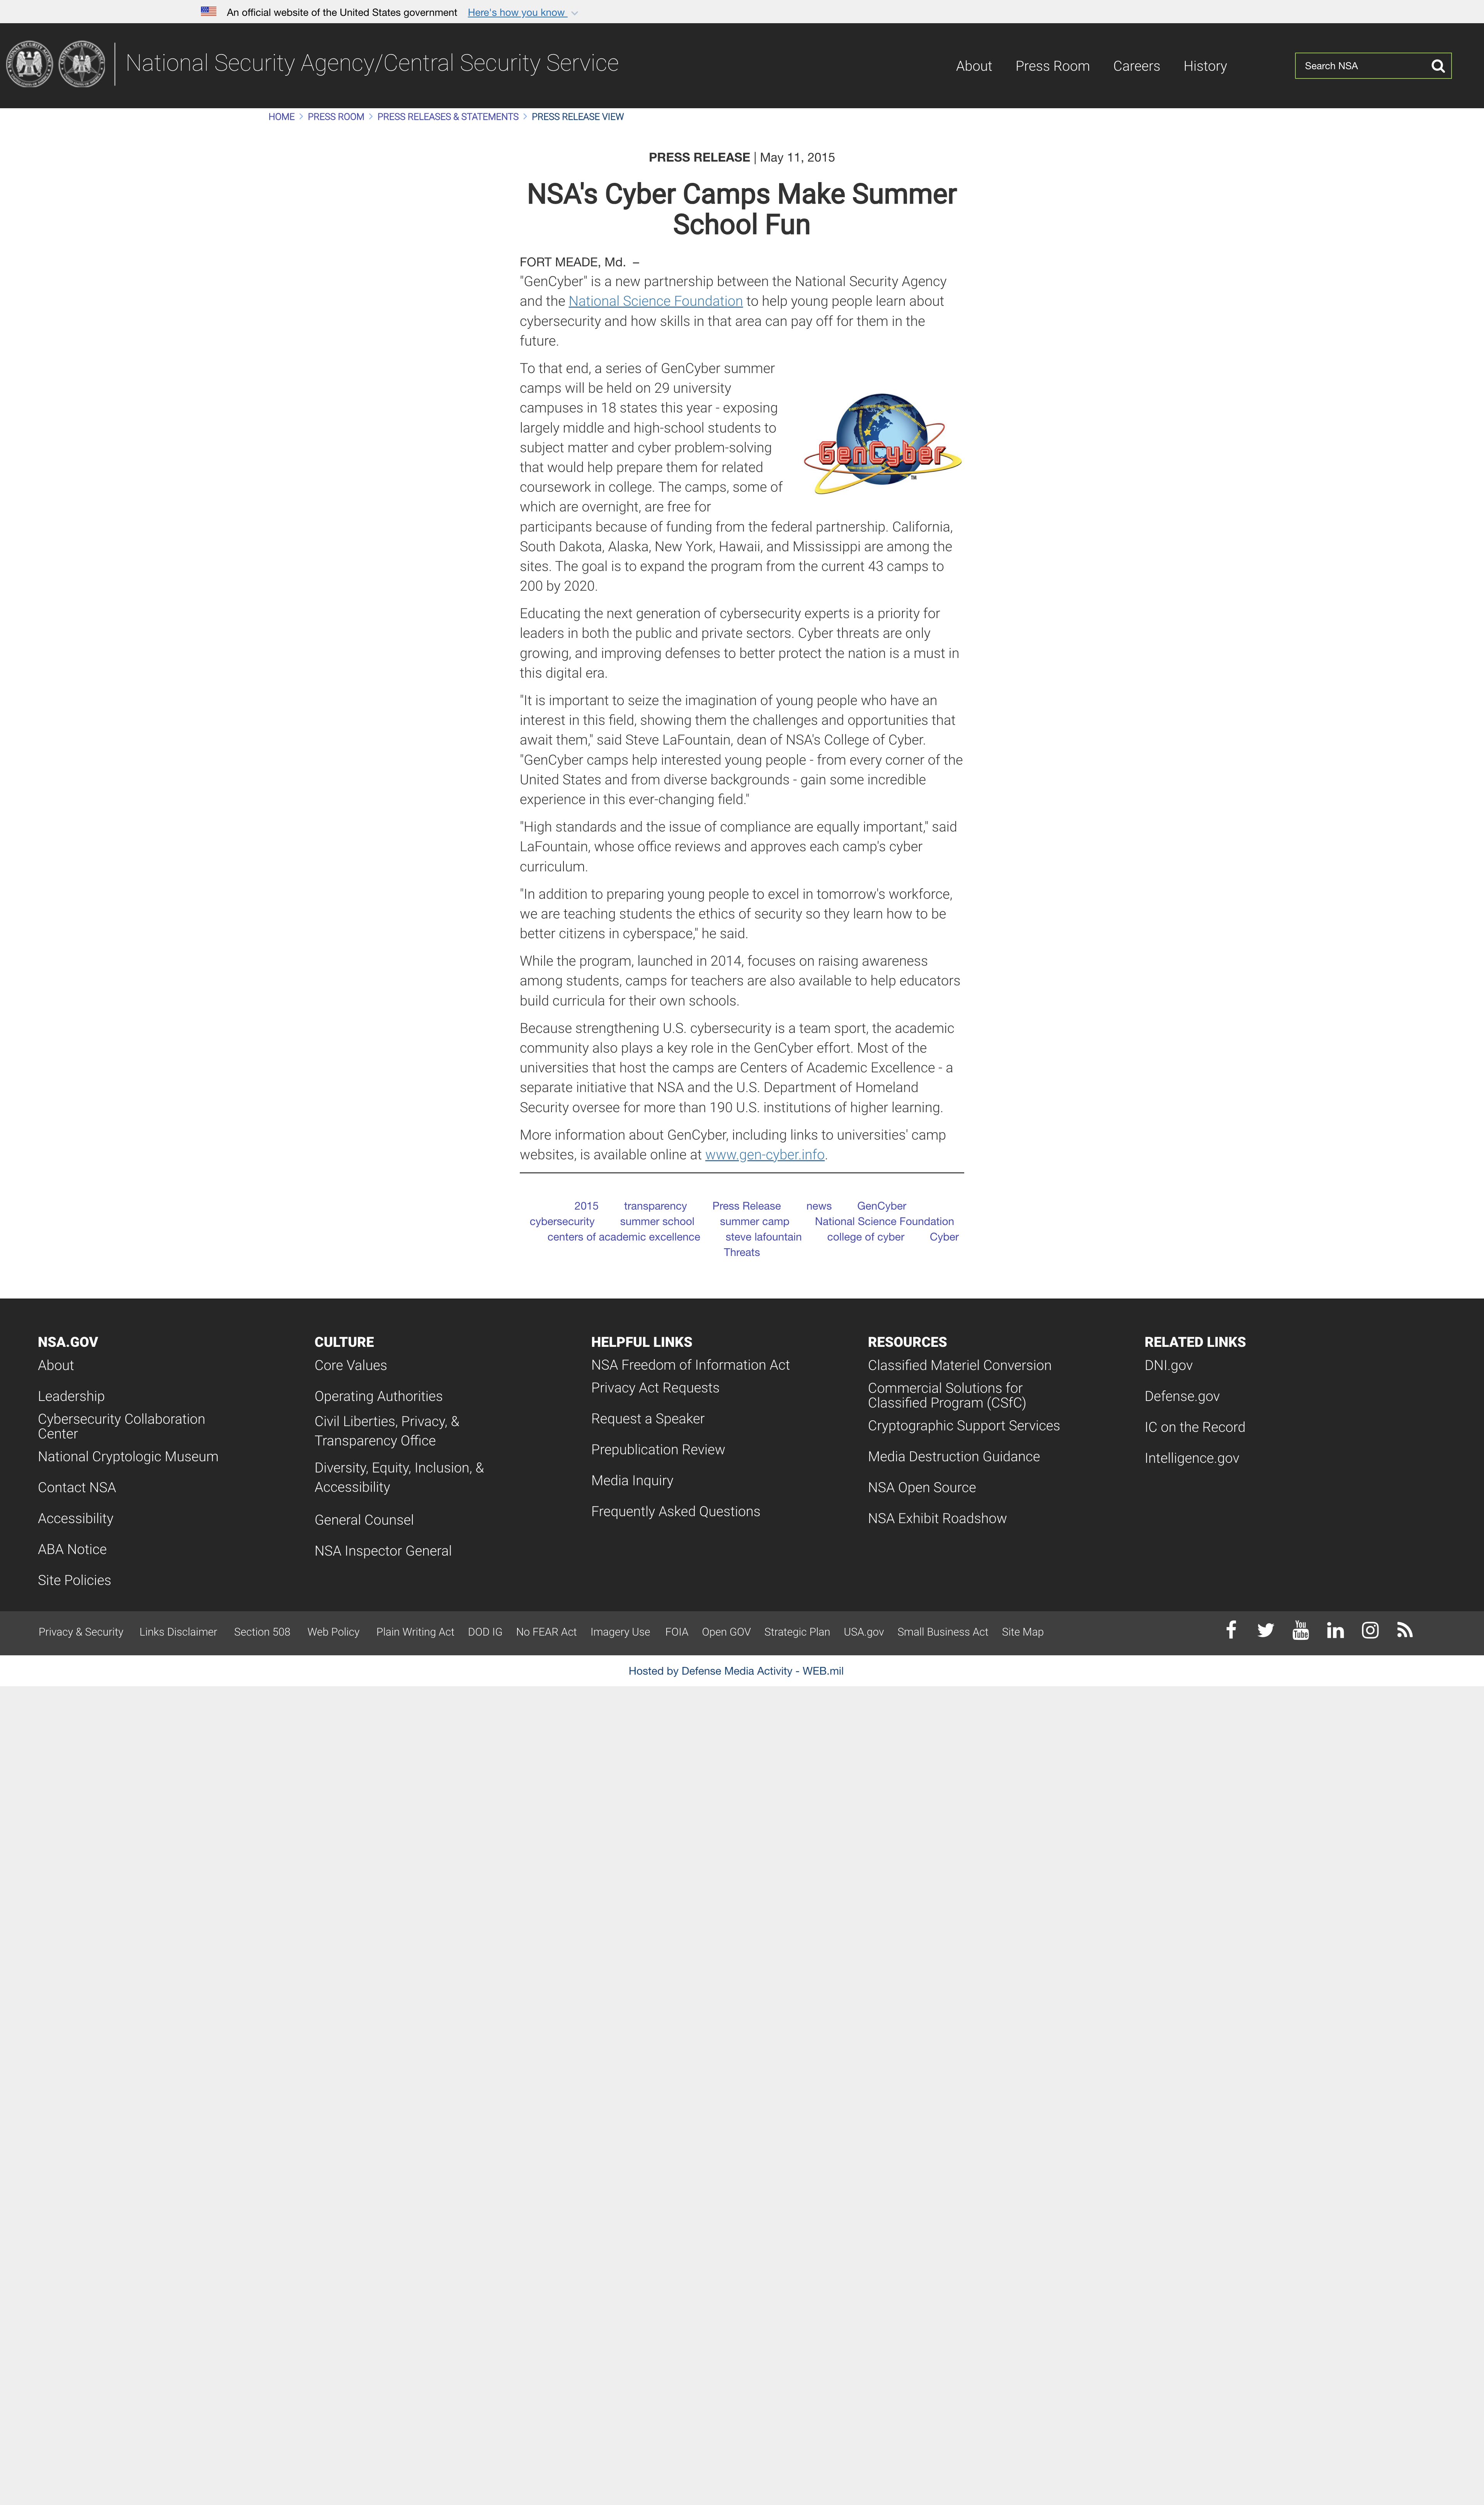 An official website of the United States government Here's how you know
National Security Agency/Central Security Service
About Press Room Careers History
Search NSA
HOME PRESS ROOM PRESS RELEASES & STATEMENTS PRESS RELEASE VIEW
PRESS RELEASE | May 11, 2015
NSA's Cyber Camps Make Summer
School Fun
FORT MEADE, Md. –
"GenCyber" is a new partnership between the National Security Agency
and the National Science Foundation to help young people learn about
cybersecurity and how skills in that area can pay off for them in the
future.
To that end, a series of GenCyber summer
camps will be held on 29 university
campuses in 18 states this year - exposing
largely middle and high-school students to
subject matter and cyber problem-solving
that would help prepare them for related
coursework in college. The camps, some of
which are overnight, are free for
GenCyber
TM
participants because of funding from the federal partnership. California,
South Dakota, Alaska, New York, Hawaii, and Mississippi are among the
sites. The goal is to expand the program from the current 43 camps to
200 by 2020.
Educating the next generation of cybersecurity experts is a priority for
leaders in both the public and private sectors. Cyber threats are only
growing, and improving defenses to better protect the nation is a must in
this digital era.
"It is important to seize the imagination of young people who have an
interest in this field, showing them the challenges and opportunities that
await them," said Steve LaFountain, dean of NSA's College of Cyber.
"GenCyber camps help interested young people - from every corner of the
United States and from diverse backgrounds - gain some incredible
experience in this ever-changing field."
"High standards and the issue of compliance are equally important," said
LaFountain, whose office reviews and approves each camp's cyber
curriculum.
"In addition to preparing young people to excel in tomorrow's workforce,
we are teaching students the ethics of security so they learn how to be
better citizens in cyberspace," he said.
While the program, launched in 2014, focuses on raising awareness
among students, camps for teachers are also available to help educators
build curricula for their own schools.
Because strengthening U.S. cybersecurity is a team sport, the academic
community also plays a key role in the GenCyber effort. Most of the
universities that host the camps are Centers of Academic Excellence - a
separate initiative that NSA and the U.S. Department of Homeland
Security oversee for more than 190 U.S. institutions of higher learning.
More information about GenCyber, including links to universities' camp
websites, is available online at www.gen-cyber.info.
2015 transparency Press Release news GenCyber
cybersecurity summer school summer camp National Science Foundation
centers of academic excellence steve lafountain college of cyber Cyber
Threats
NSA.GOV
About
Leadership
Cybersecurity Collaboration
Center
National Cryptologic Museum
Contact NSA
Accessibility
ABA Notice
Site Policies
CULTURE
Core Values
Operating Authorities
Civil Liberties, Privacy, &
Transparency Office
Diversity, Equity, Inclusion, &
Accessibility
General Counsel
NSA Inspector General
HELPFUL LINKS
NSA Freedom of Information Act
Privacy Act Requests
Request a Speaker
Prepublication Review
Media Inquiry
Frequently Asked Questions
RESOURCES
Classified Materiel Conversion
Commercial Solutions for
Classified Program (CSfC)
Cryptographic Support Services
Media Destruction Guidance
NSA Open Source
NSA Exhibit Roadshow
RELATED LINKS
DNI.gov
Defense.gov
IC on the Record
Intelligence.gov
Privacy & Security Links Disclaimer Section 508 Web Policy Plain Writing Act DOD IG No FEAR Act Imagery Use FOIA Open GOV Strategic Plan USA.gov Small Business Act Site Map
You
Tube
Hosted by Defense Media Activity - WEB.mil